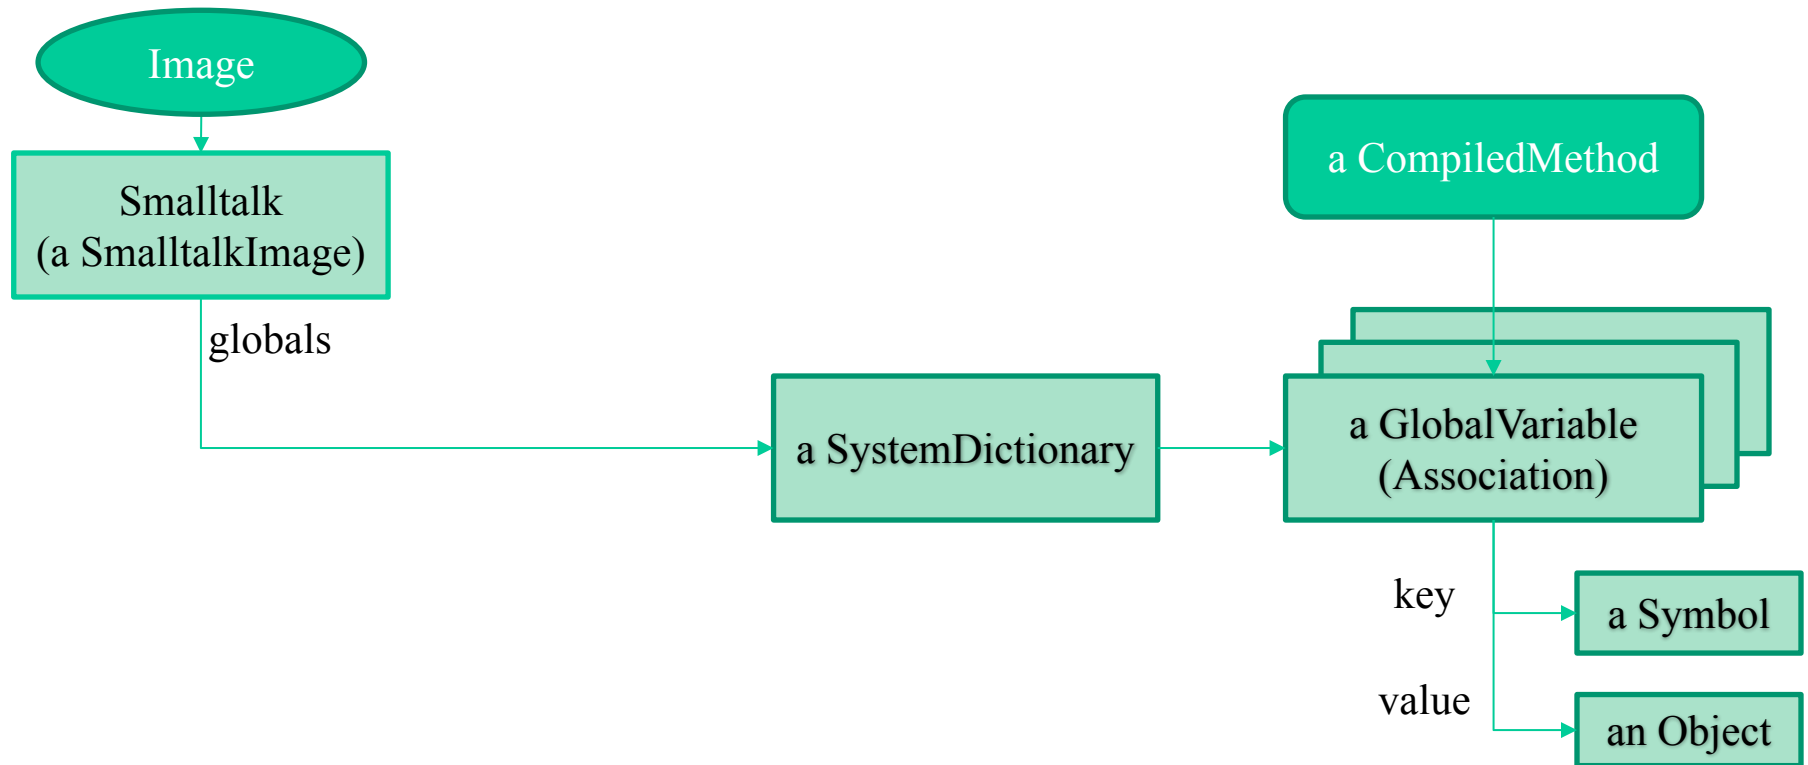 Image
Smalltalk
(a SmalltalkImage)
globals
a SystemDictionary
a CompiledMethod
a GlobalVariable
(Association)
key
a Symbol
value
an Object